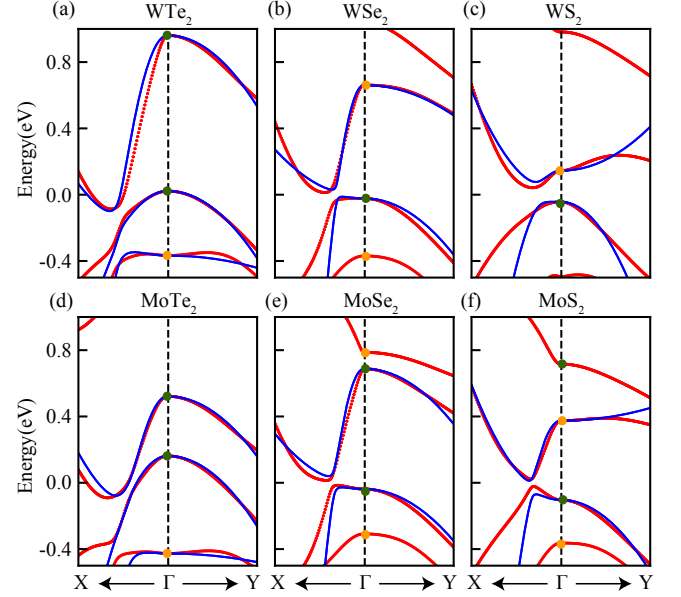 (a) WTe2 (b) WSe2 (c) WS2
Energy(eV)
0.8
0.4
0.0
-0.4
(d) MoTe2 (e) MoSe2 (f) MoS2
Energy(eV)
0.8
0.4
0.0
-0.4
X Γ Y X Γ Y X Γ Y